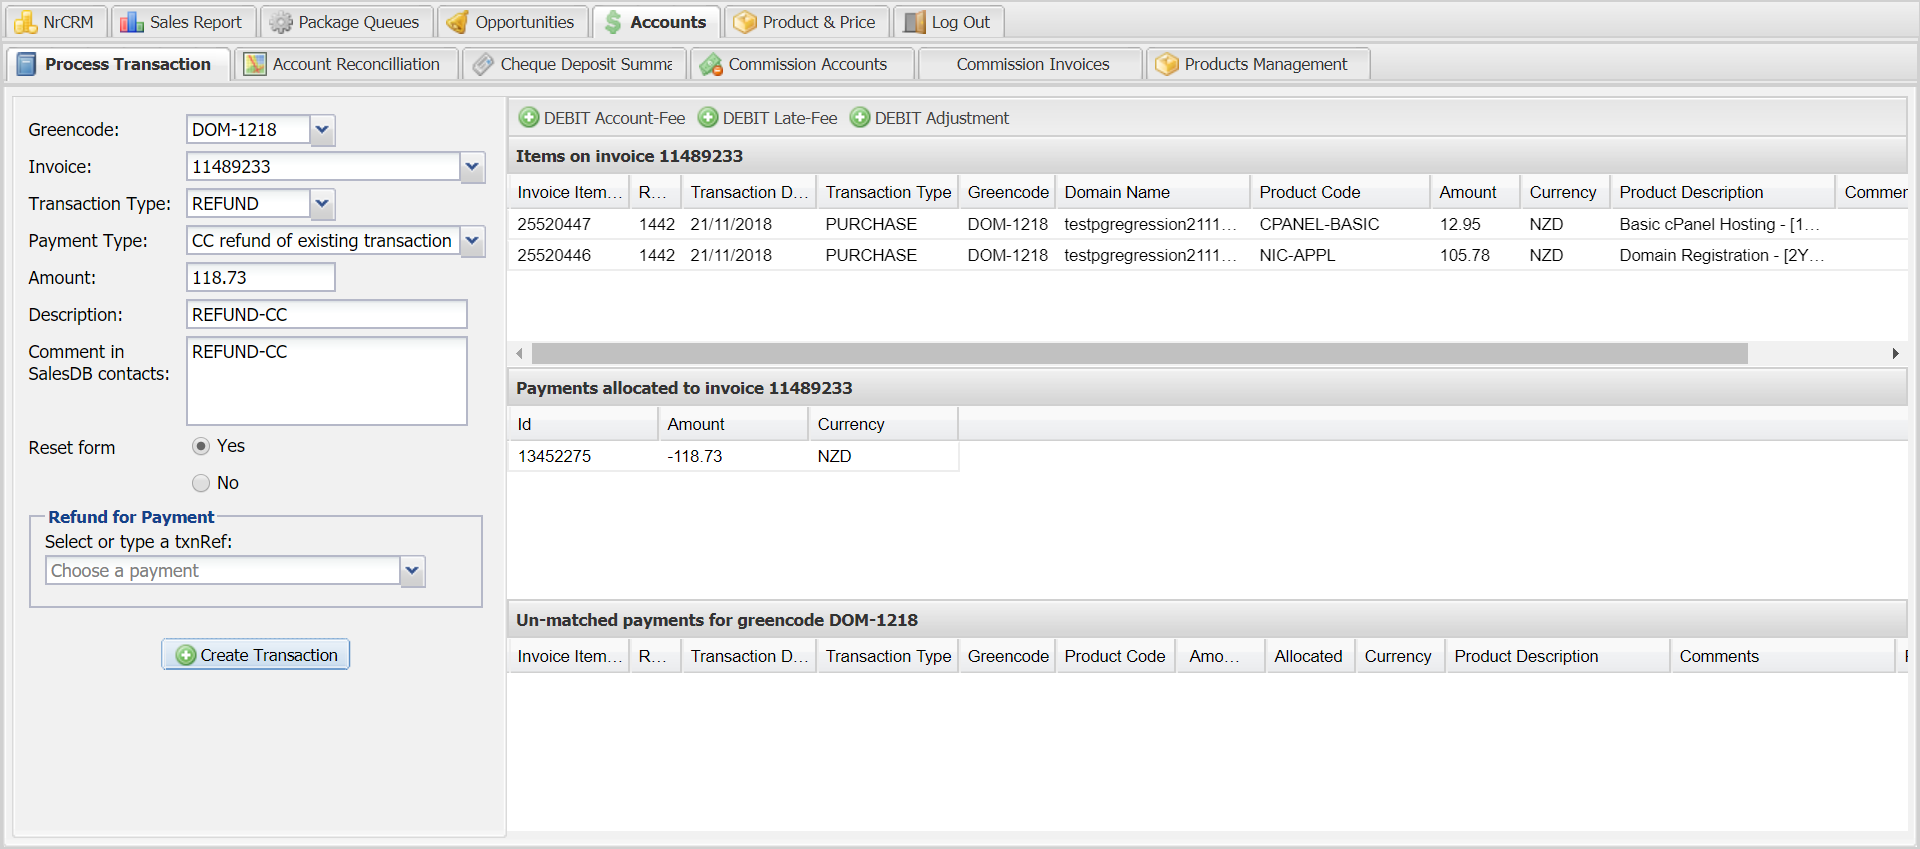 NrCRM Sales Report Package Queues Opportunities Accounts Product & Price Log Out
Process Transaction Account Reconcilliation Cheque Deposit Summa Commission Accounts Commission Invoices Products Management
Greencode: DOM-1218
Invoice: 11489233
Transaction Type: REFUND
Payment Type: CC refund of existing transaction
Amount: 118.73
Description: REFUND-CC
Comment in
SalesDB contacts:
REFUND-CC
Reset form Yes
No
Refund for Payment
Select or type a txnRef:
Choose a payment
Create Transaction
DEBIT Account-Fee DEBIT Late-Fee DEBIT Adjustment
Items on invoice 11489233
Invoice Item... R... Transaction D... Transaction Type Greencode Domain Name Product Code Amount Currency Product Description Commer
25520447 1442 21/11/2018 PURCHASE DOM-1218 testpgregression2111... CPANEL-BASIC 12.95 NZD Basic cPanel Hosting - [1...
25520446 1442 21/11/2018 PURCHASE DOM-1218 testpgregression2111... NIC-APPL 105.78 NZD Domain Registration - [2Y...
Payments allocated to invoice 11489233
Id Amount Currency
13452275 -118.73 NZD
Un-matched payments for greencode DOM-1218
Invoice Item... R... Transaction D... Transaction Type Greencode Product Code Amo... Allocated Currency Product Description Comments